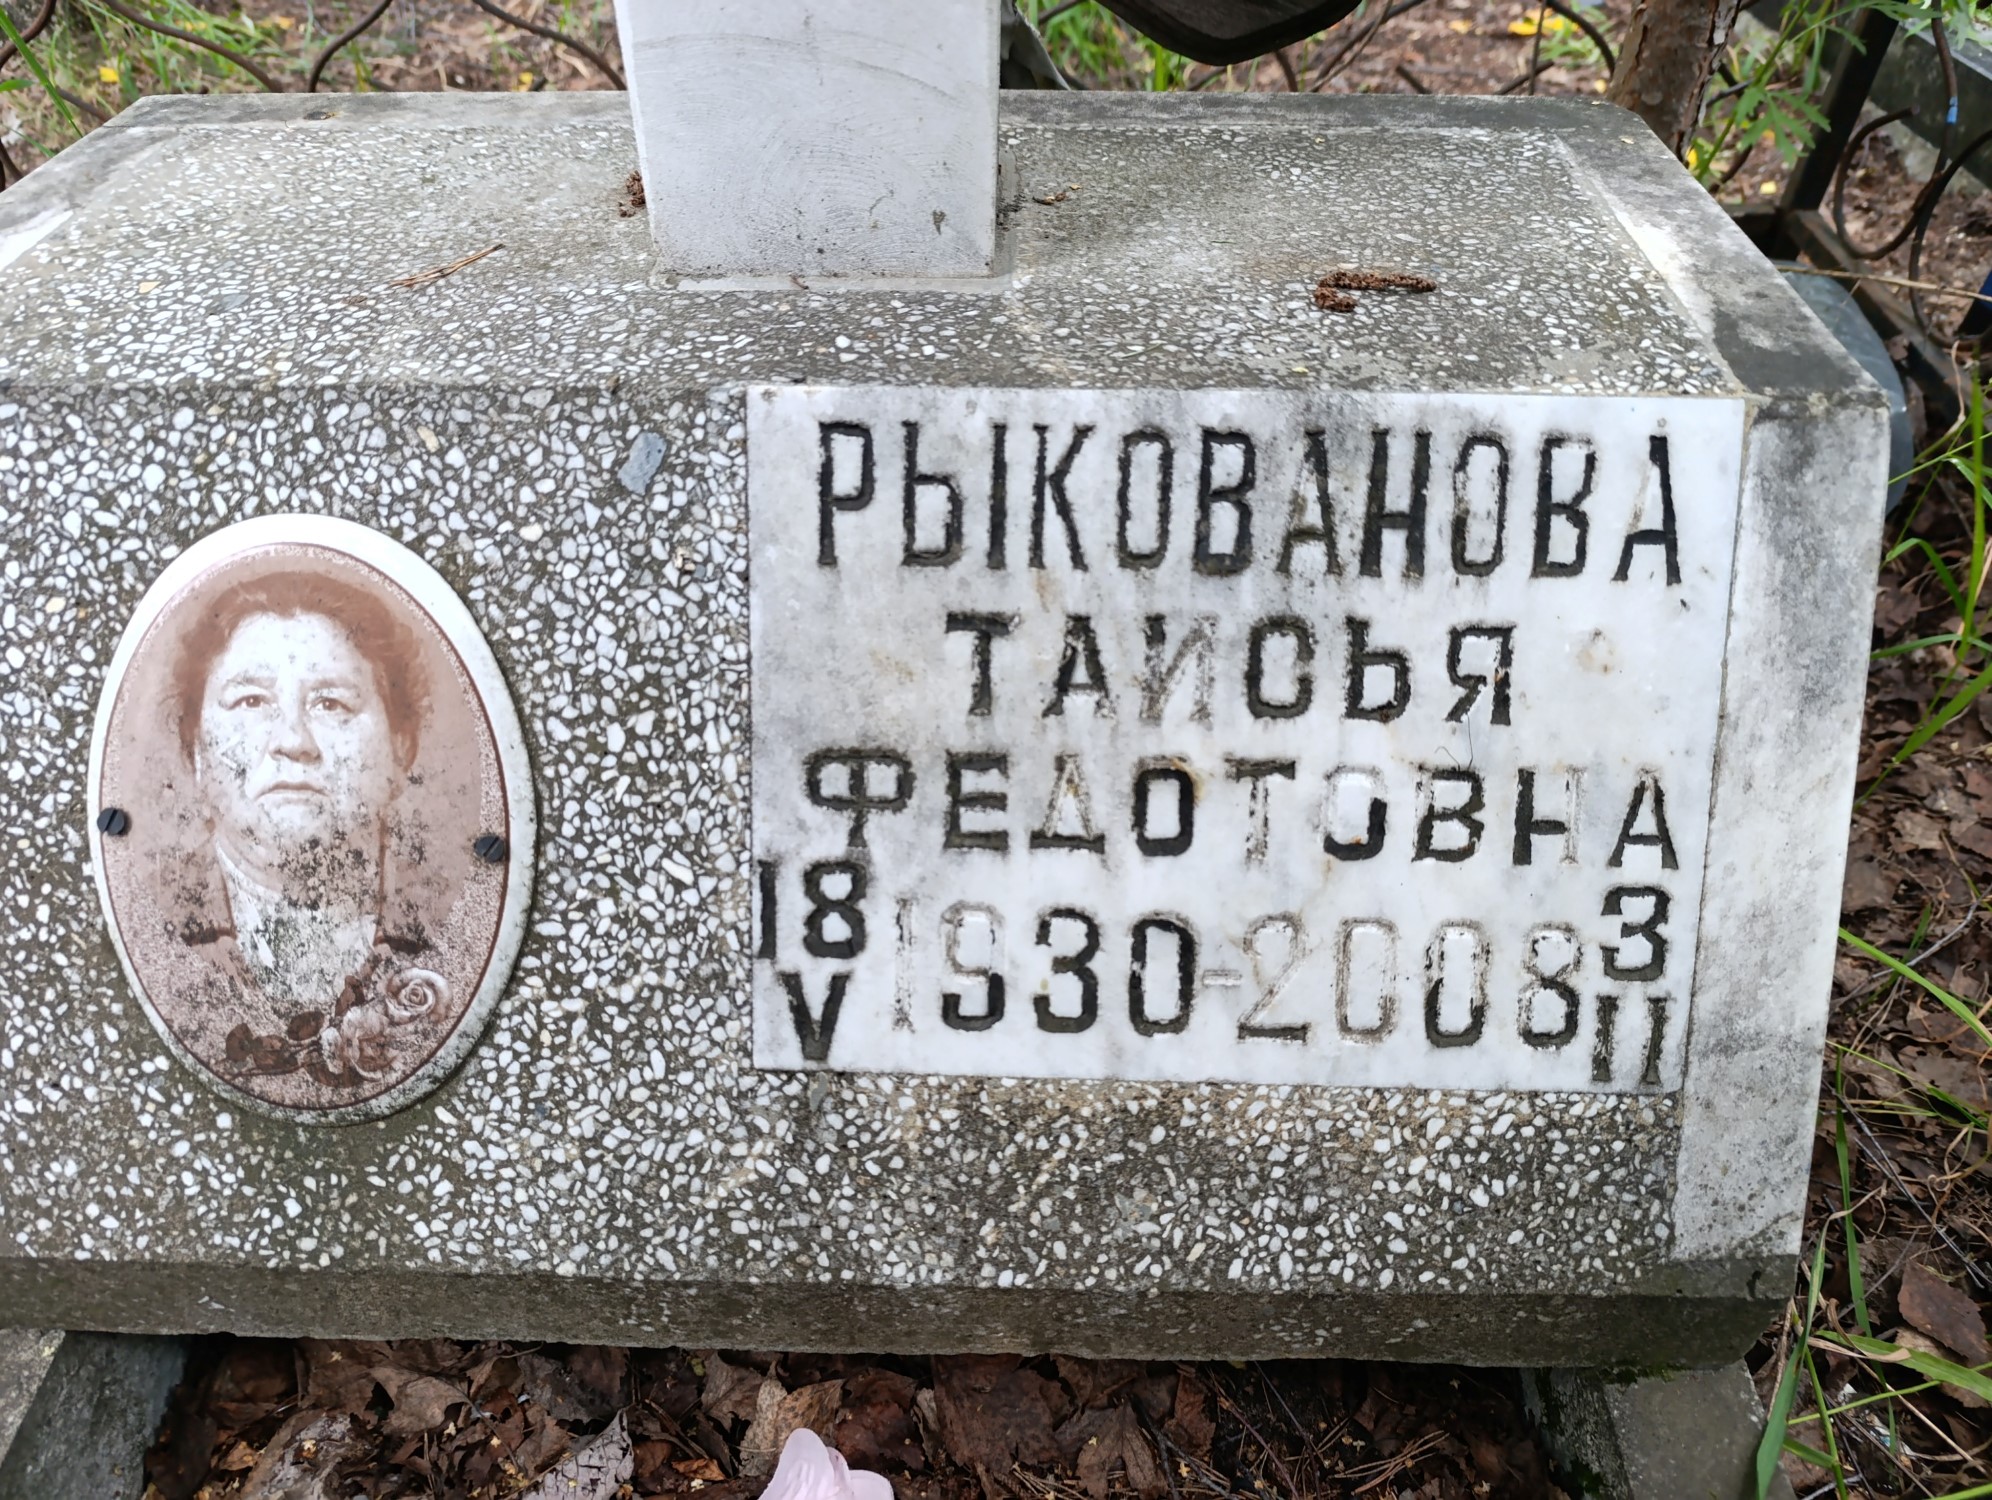 РЫКОВАНОВА
ТАИСЬЯ
ФЕДОТОВНА
18 V 1930-2008 3 II